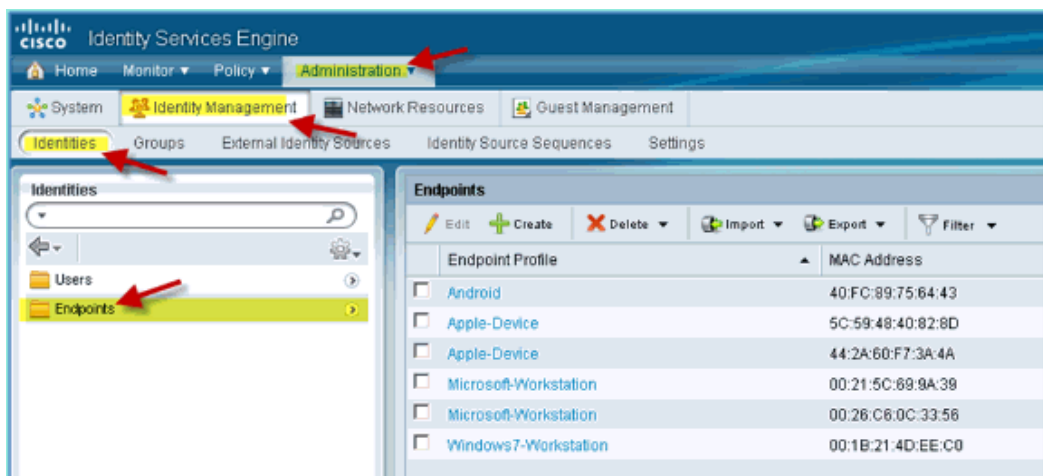 CISCO Identity Services Engine
Home Monitor Policy Administration
System Identity Management Network Resources Guest Management
Identities Groups External Identity Sources Identity Source Sequences Settings
Identities
Users
Endpoints
Endpoints
Edit Create Delete Import Export Filter
Endpoint Profile MAC Address
Android 40:FC:89:75:64:43
Apple-Device 5C:59:48:40:82:8D
Apple-Device 44:2A:60:F7:3A:4A
Microsoft-Workstation 00:21:5C:69:9A:39
Microsoft-Workstation 00:26:C6:0C:33:56
Windows7-Workstation 00:1B:21:4D:EE:C0